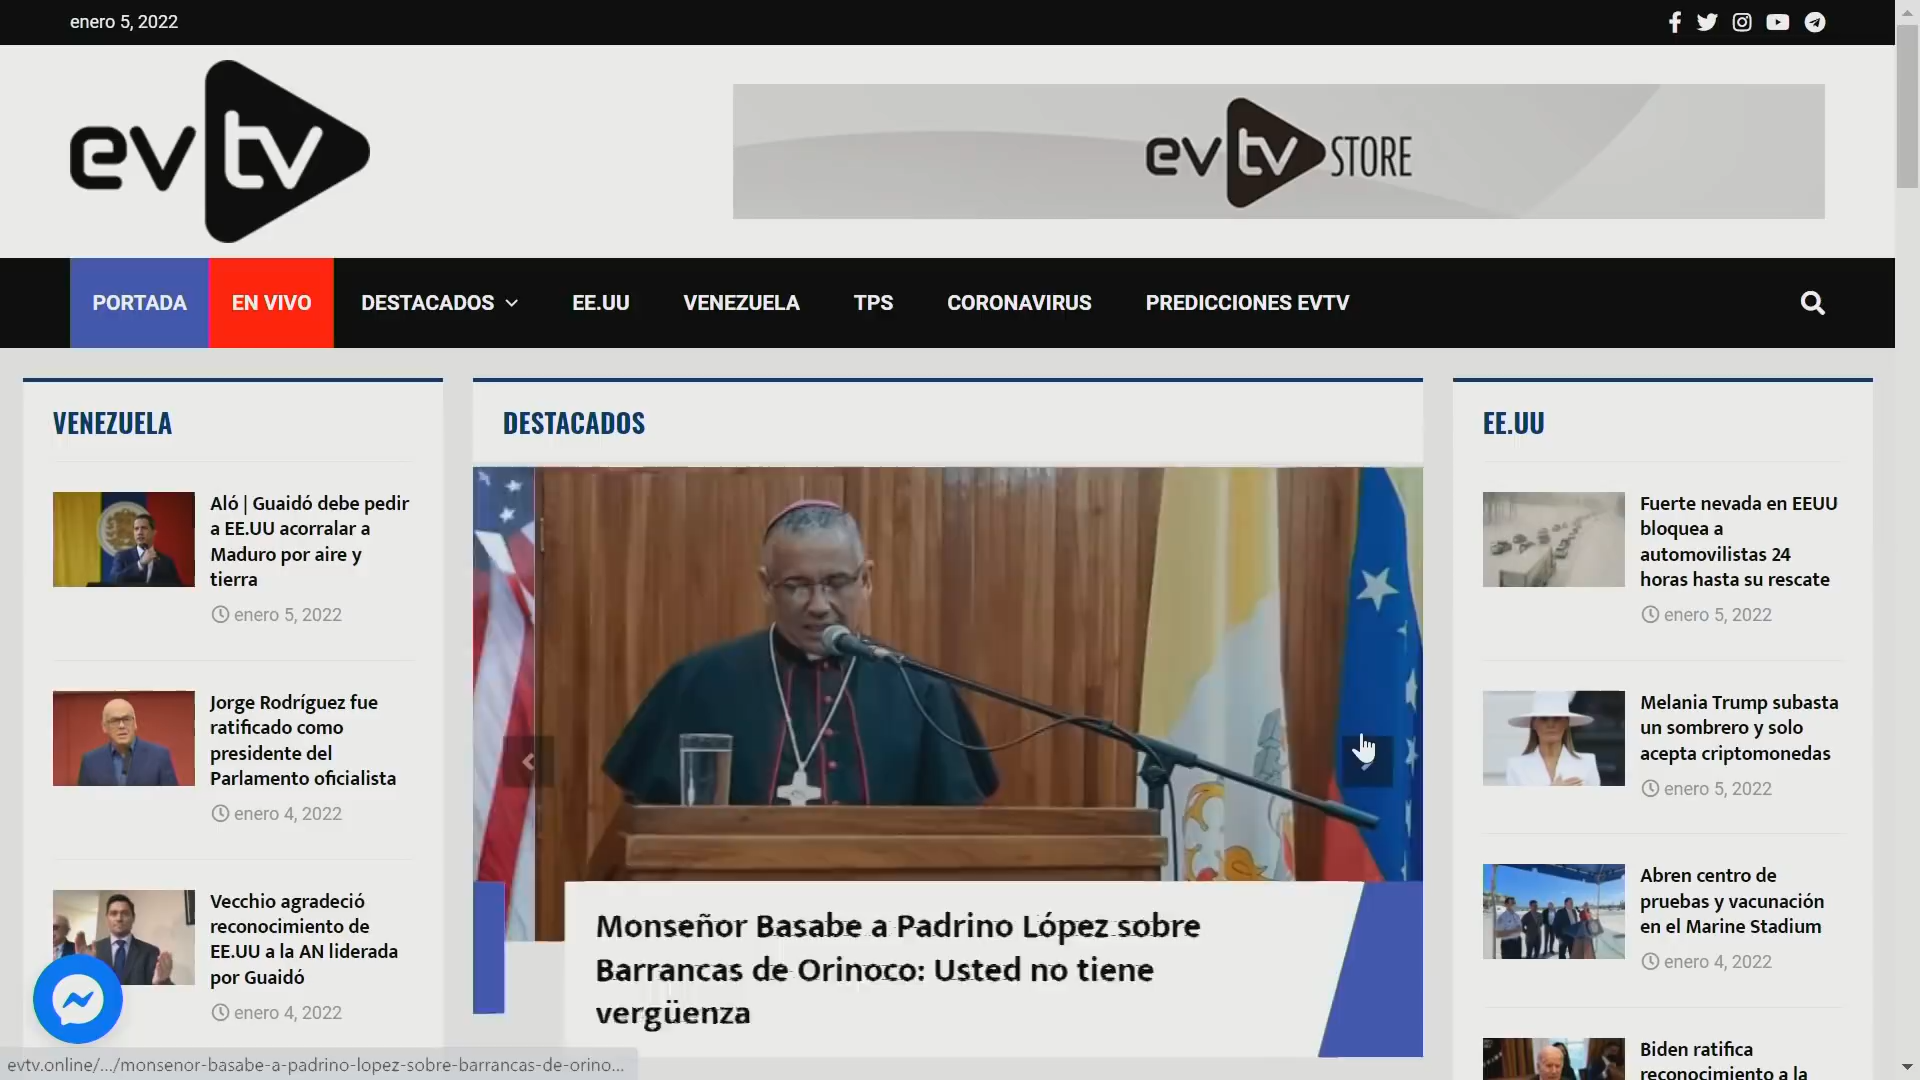 enero 5, 2022
evtv
evtv STORE
PORTADA
EN VIVO
DESTACADOS
EE.UU
VENEZUELA
TPS
CORONAVIRUS
PREDICCIONES EVTV
VENEZUELA
Aló | Guaidó debe pedir
a EE.UU acorralar a
Maduro por aire y
tierra
enero 5, 2022
Jorge Rodríguez fue
ratificado como
presidente del
Parlamento oficialista
enero 4, 2022
Vecchio agradeció
reconocimiento de
EE.UU a la AN liderada
por Guaidó
enero 4, 2022
DESTACADOS
Monseñor Basabe a Padrino López sobre
Barrancas de Orinoco: Usted no tiene
vergüenza
EE.UU
Fuerte nevada en EEUU
bloquea a
automovilistas 24
horas hasta su rescate
enero 5, 2022
Melania Trump subasta
un sombrero y solo
acepta criptomonedas
enero 5, 2022
Abren centro de
pruebas y vacunación
en el Marine Stadium
enero 4, 2022
Biden ratifica
reconocimiento a la
evtv.online/.../monsenor-basabe-a-padrino-lopez-sobre-barrancas-de-orino...